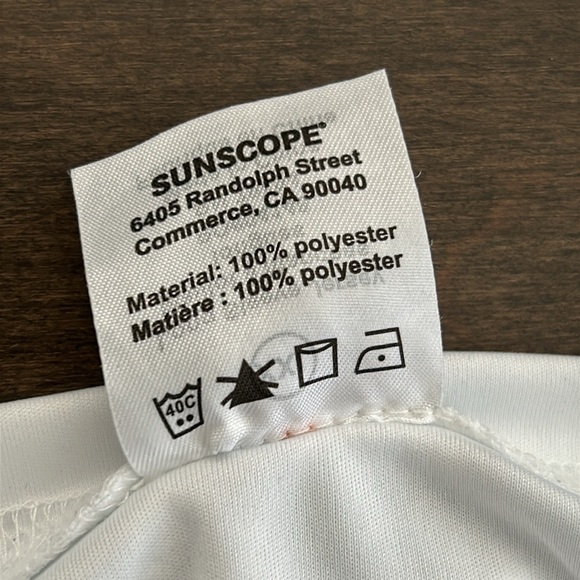 SUNSCOPE®
6405 Randolph Street
Commerce, CA 90040
Material: 100% polyester
Matière : 100% polyester
40C